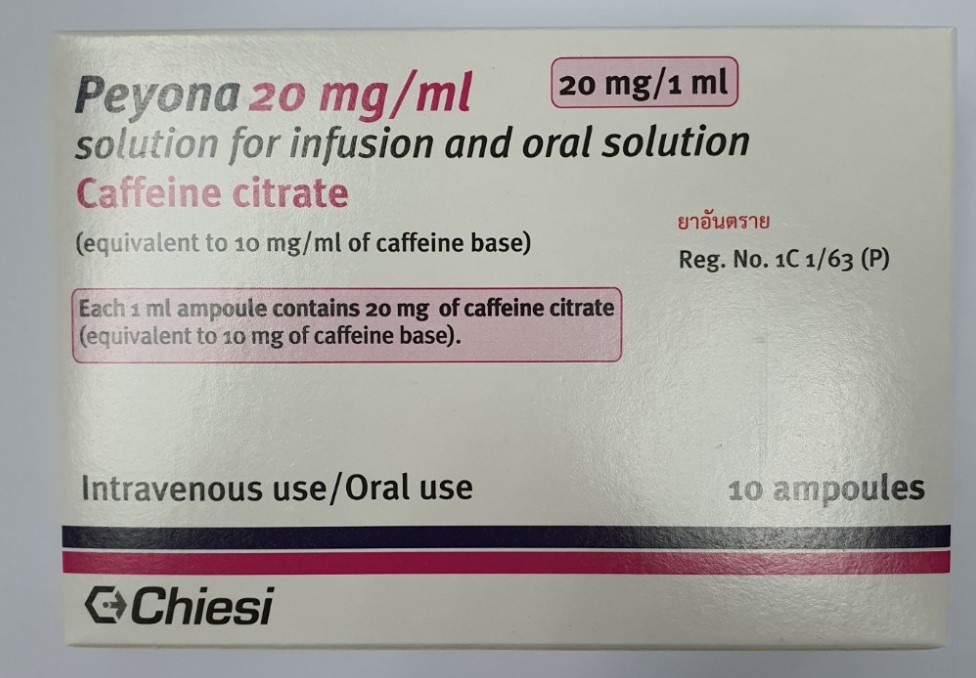 Peyona 20 mg/ml
20 mg/1 ml
solution for infusion and oral solution
Caffeine citrate
(equivalent to 10 mg/ml of caffeine base)
ยาอันตราย
Reg. No. 1C 1/63 (P)
Each 1 ml ampoule contains 20 mg of caffeine citrate
(equivalent to 10 mg of caffeine base).
Intravenous use/Oral use
10 ampoules
Chiesi